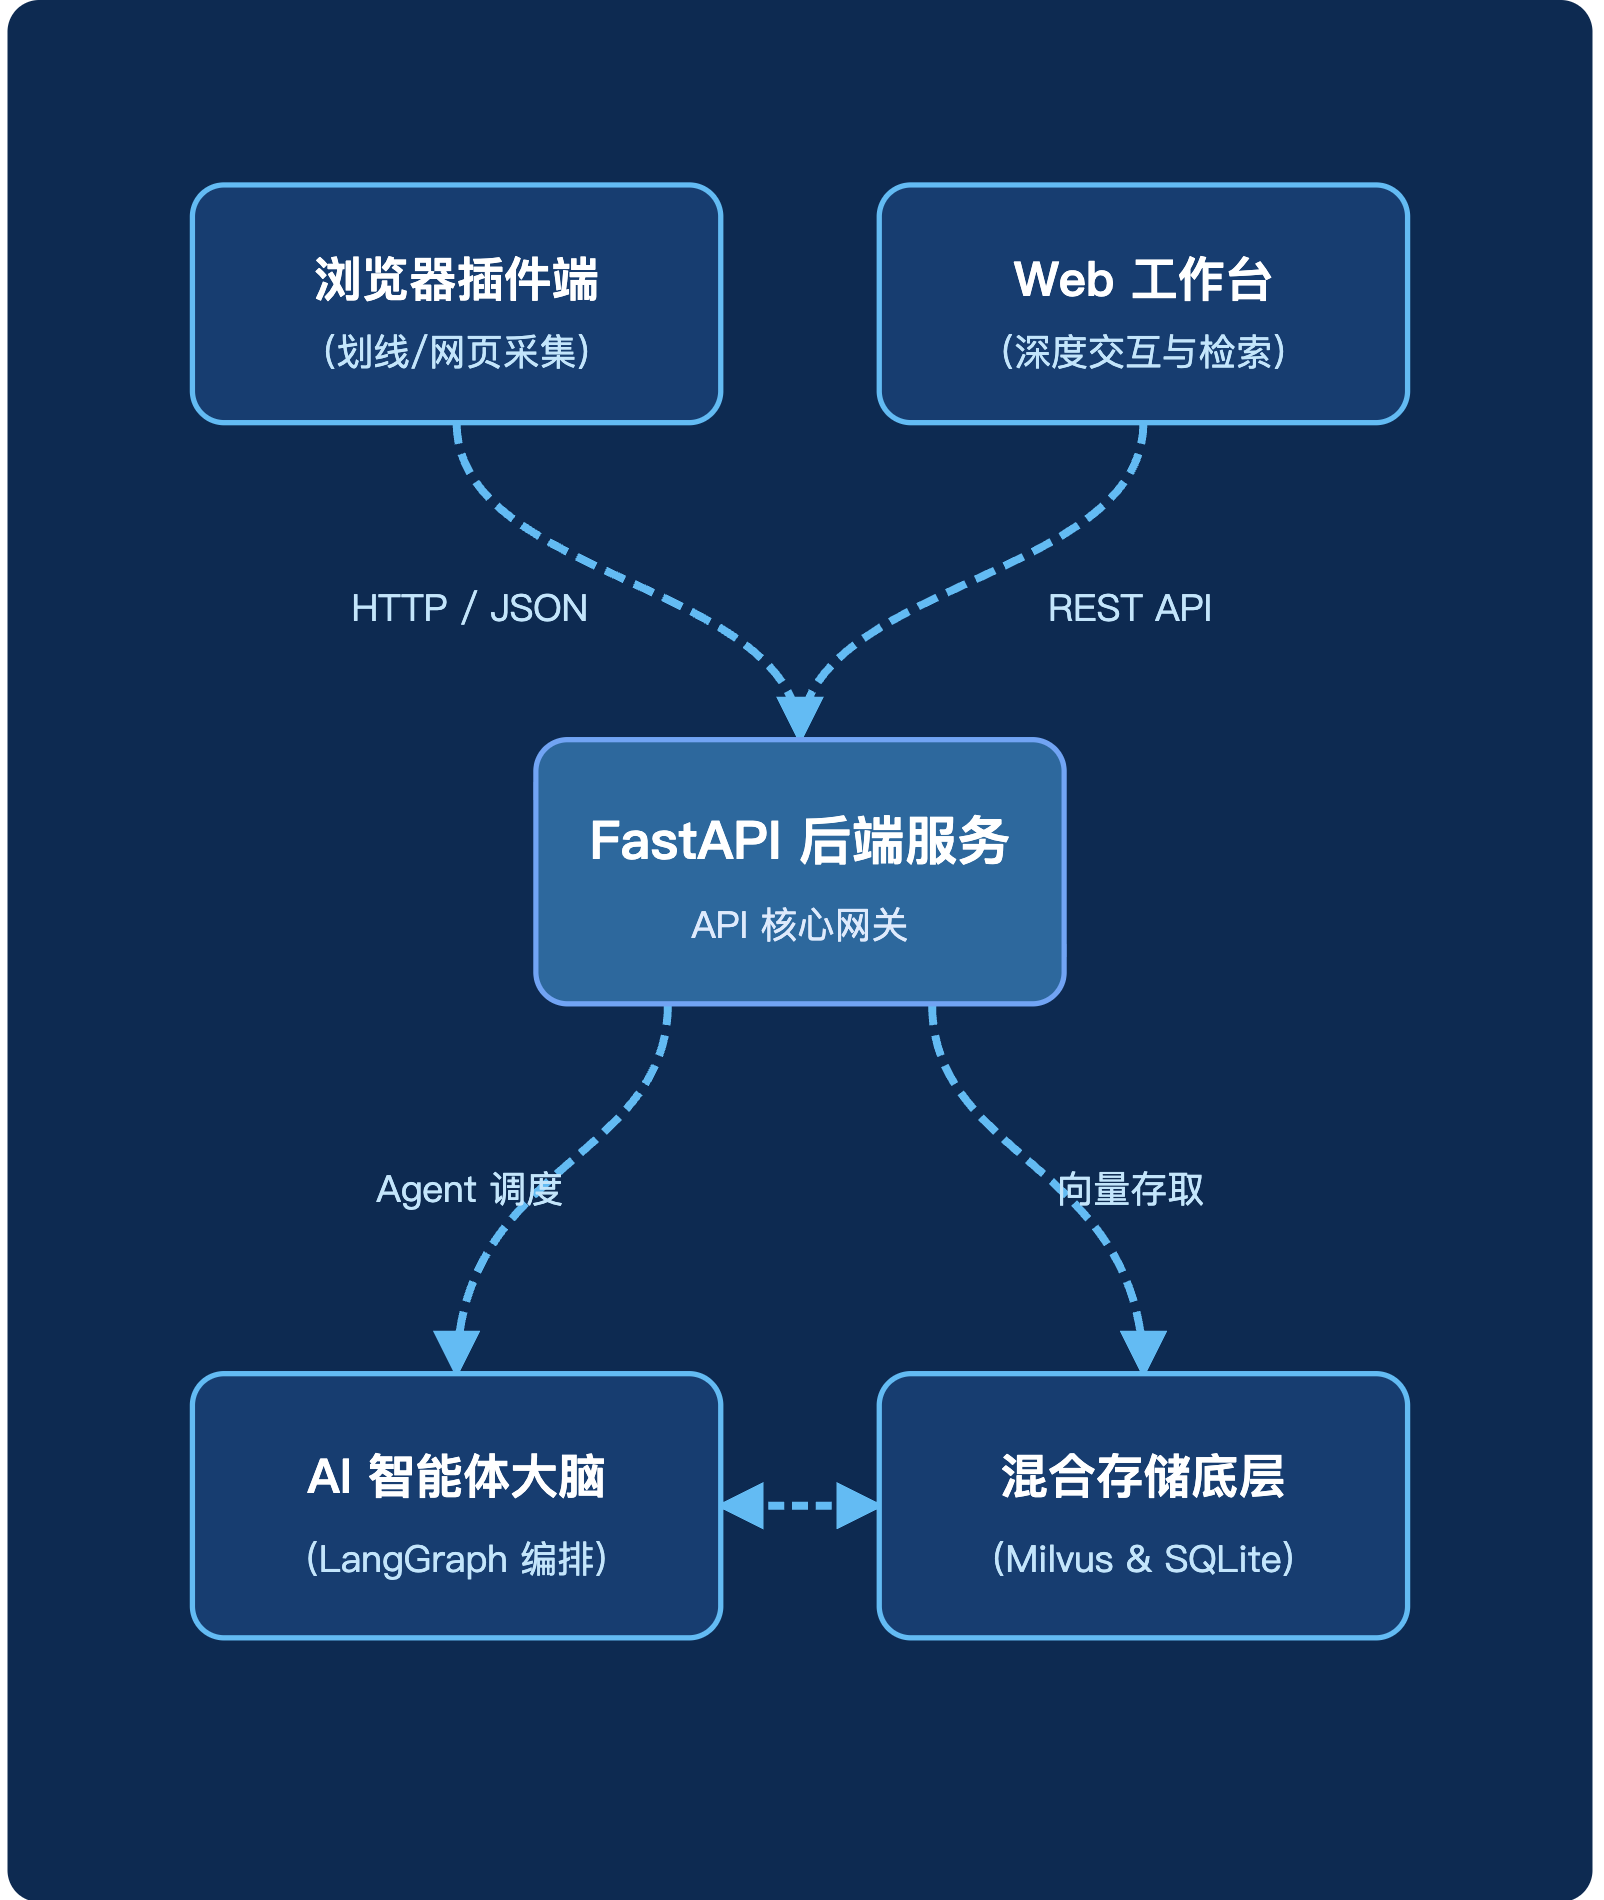 浏览器插件端
(划线/网页采集)
Web 工作台
(深度交互与检索)
HTTP / JSON
REST API
FastAPI 后端服务
API 核心网关
Agent 调度
向量存取
AI 智能体大脑
(LangGraph 编排)
混合存储底层
(Milvus & SQLite)